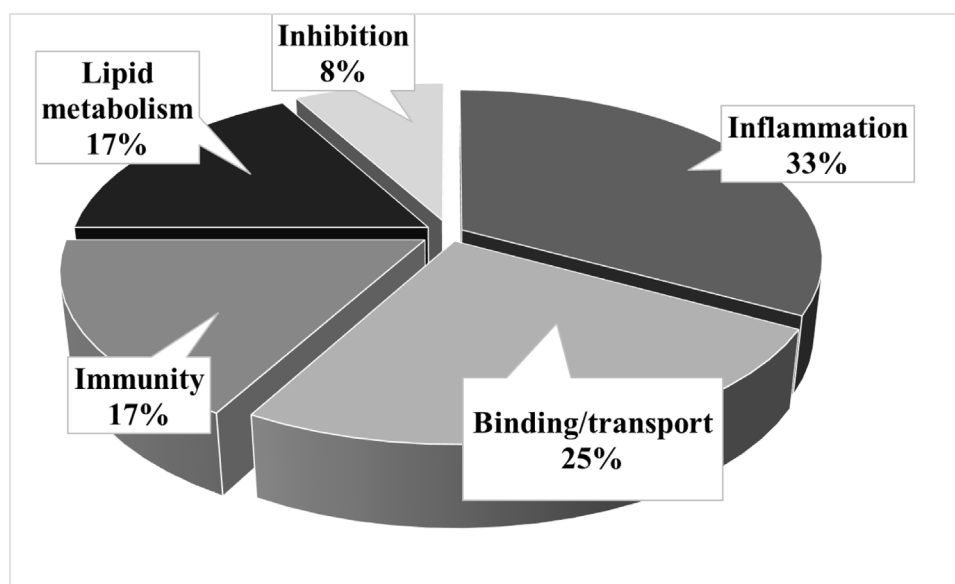 Inhibition
8%
Lipid
metabolism
17%
Inflammation
33%
Immunity
17%
Binding/transport
25%